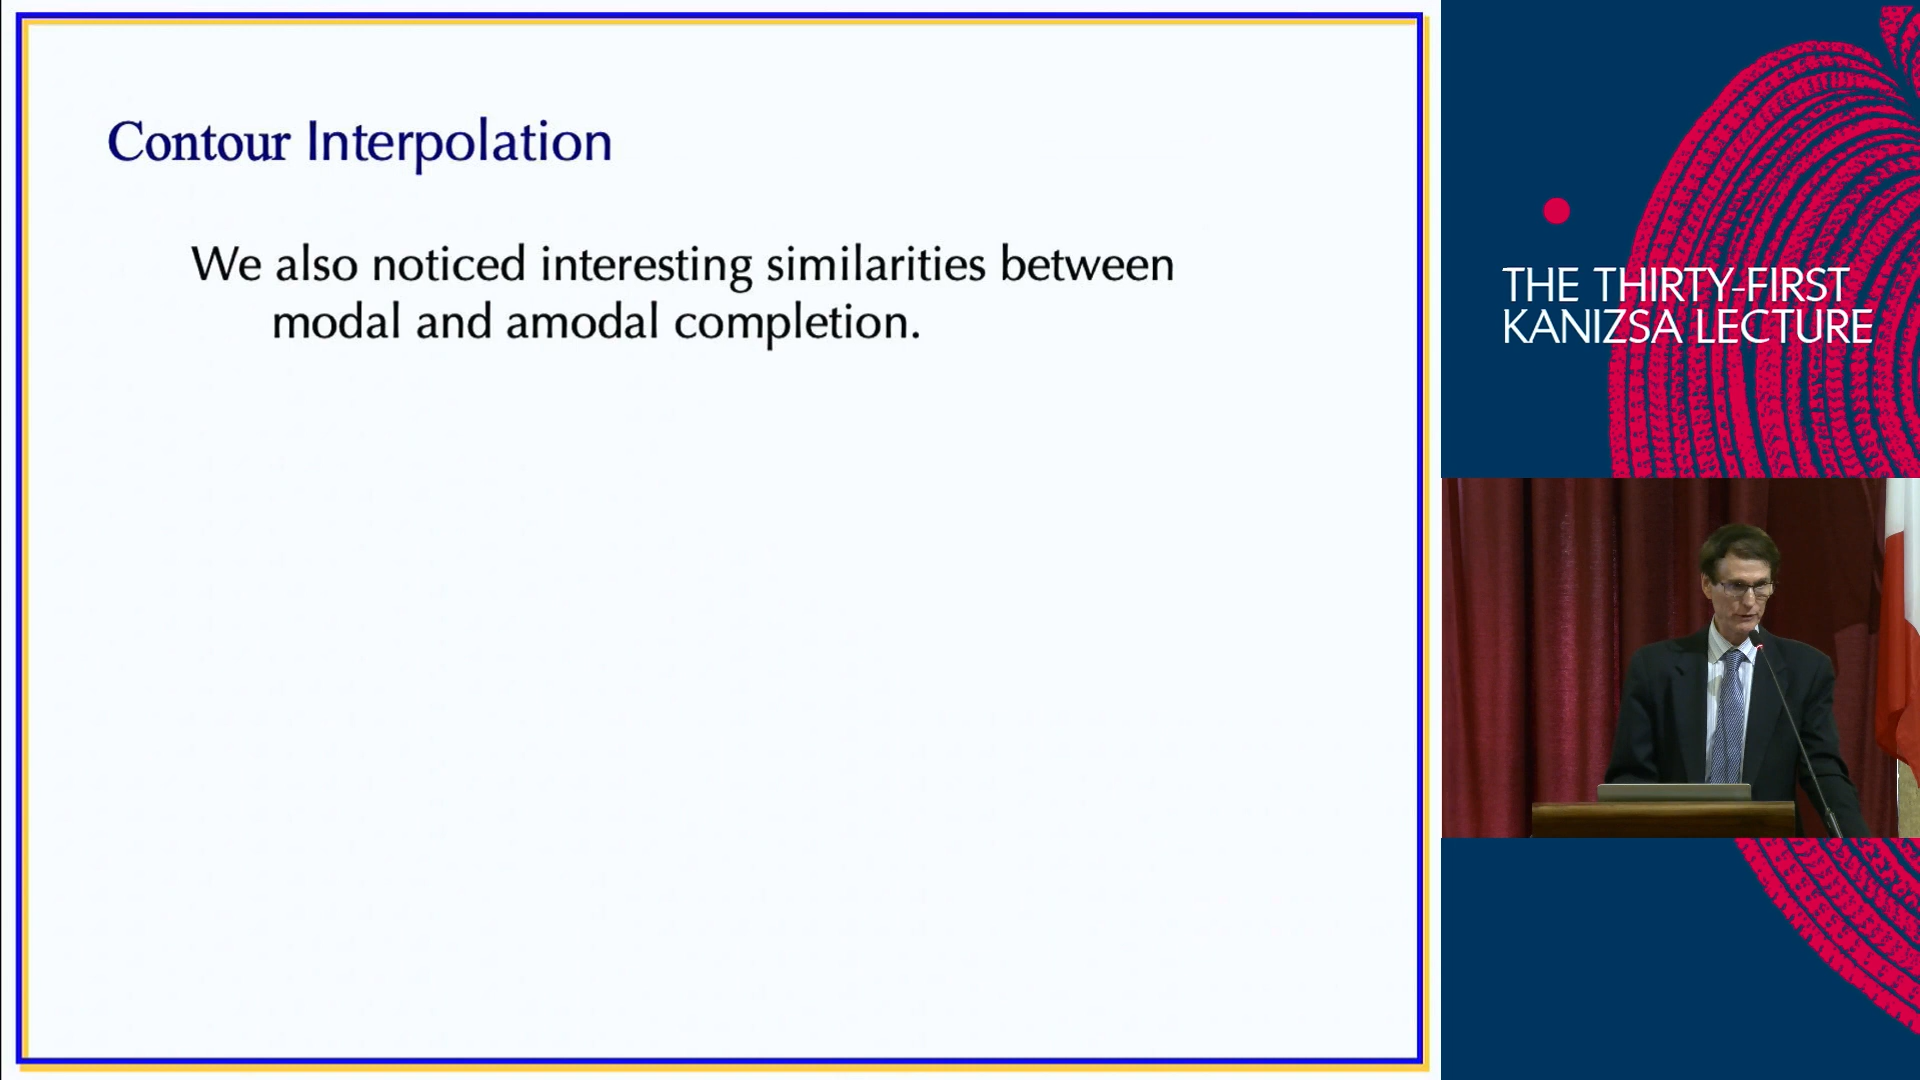 Contour Interpolation
We also noticed interesting similarities between
modal and amodal completion.
THE THIRTY-FIRST
KANIZSA LECTURE